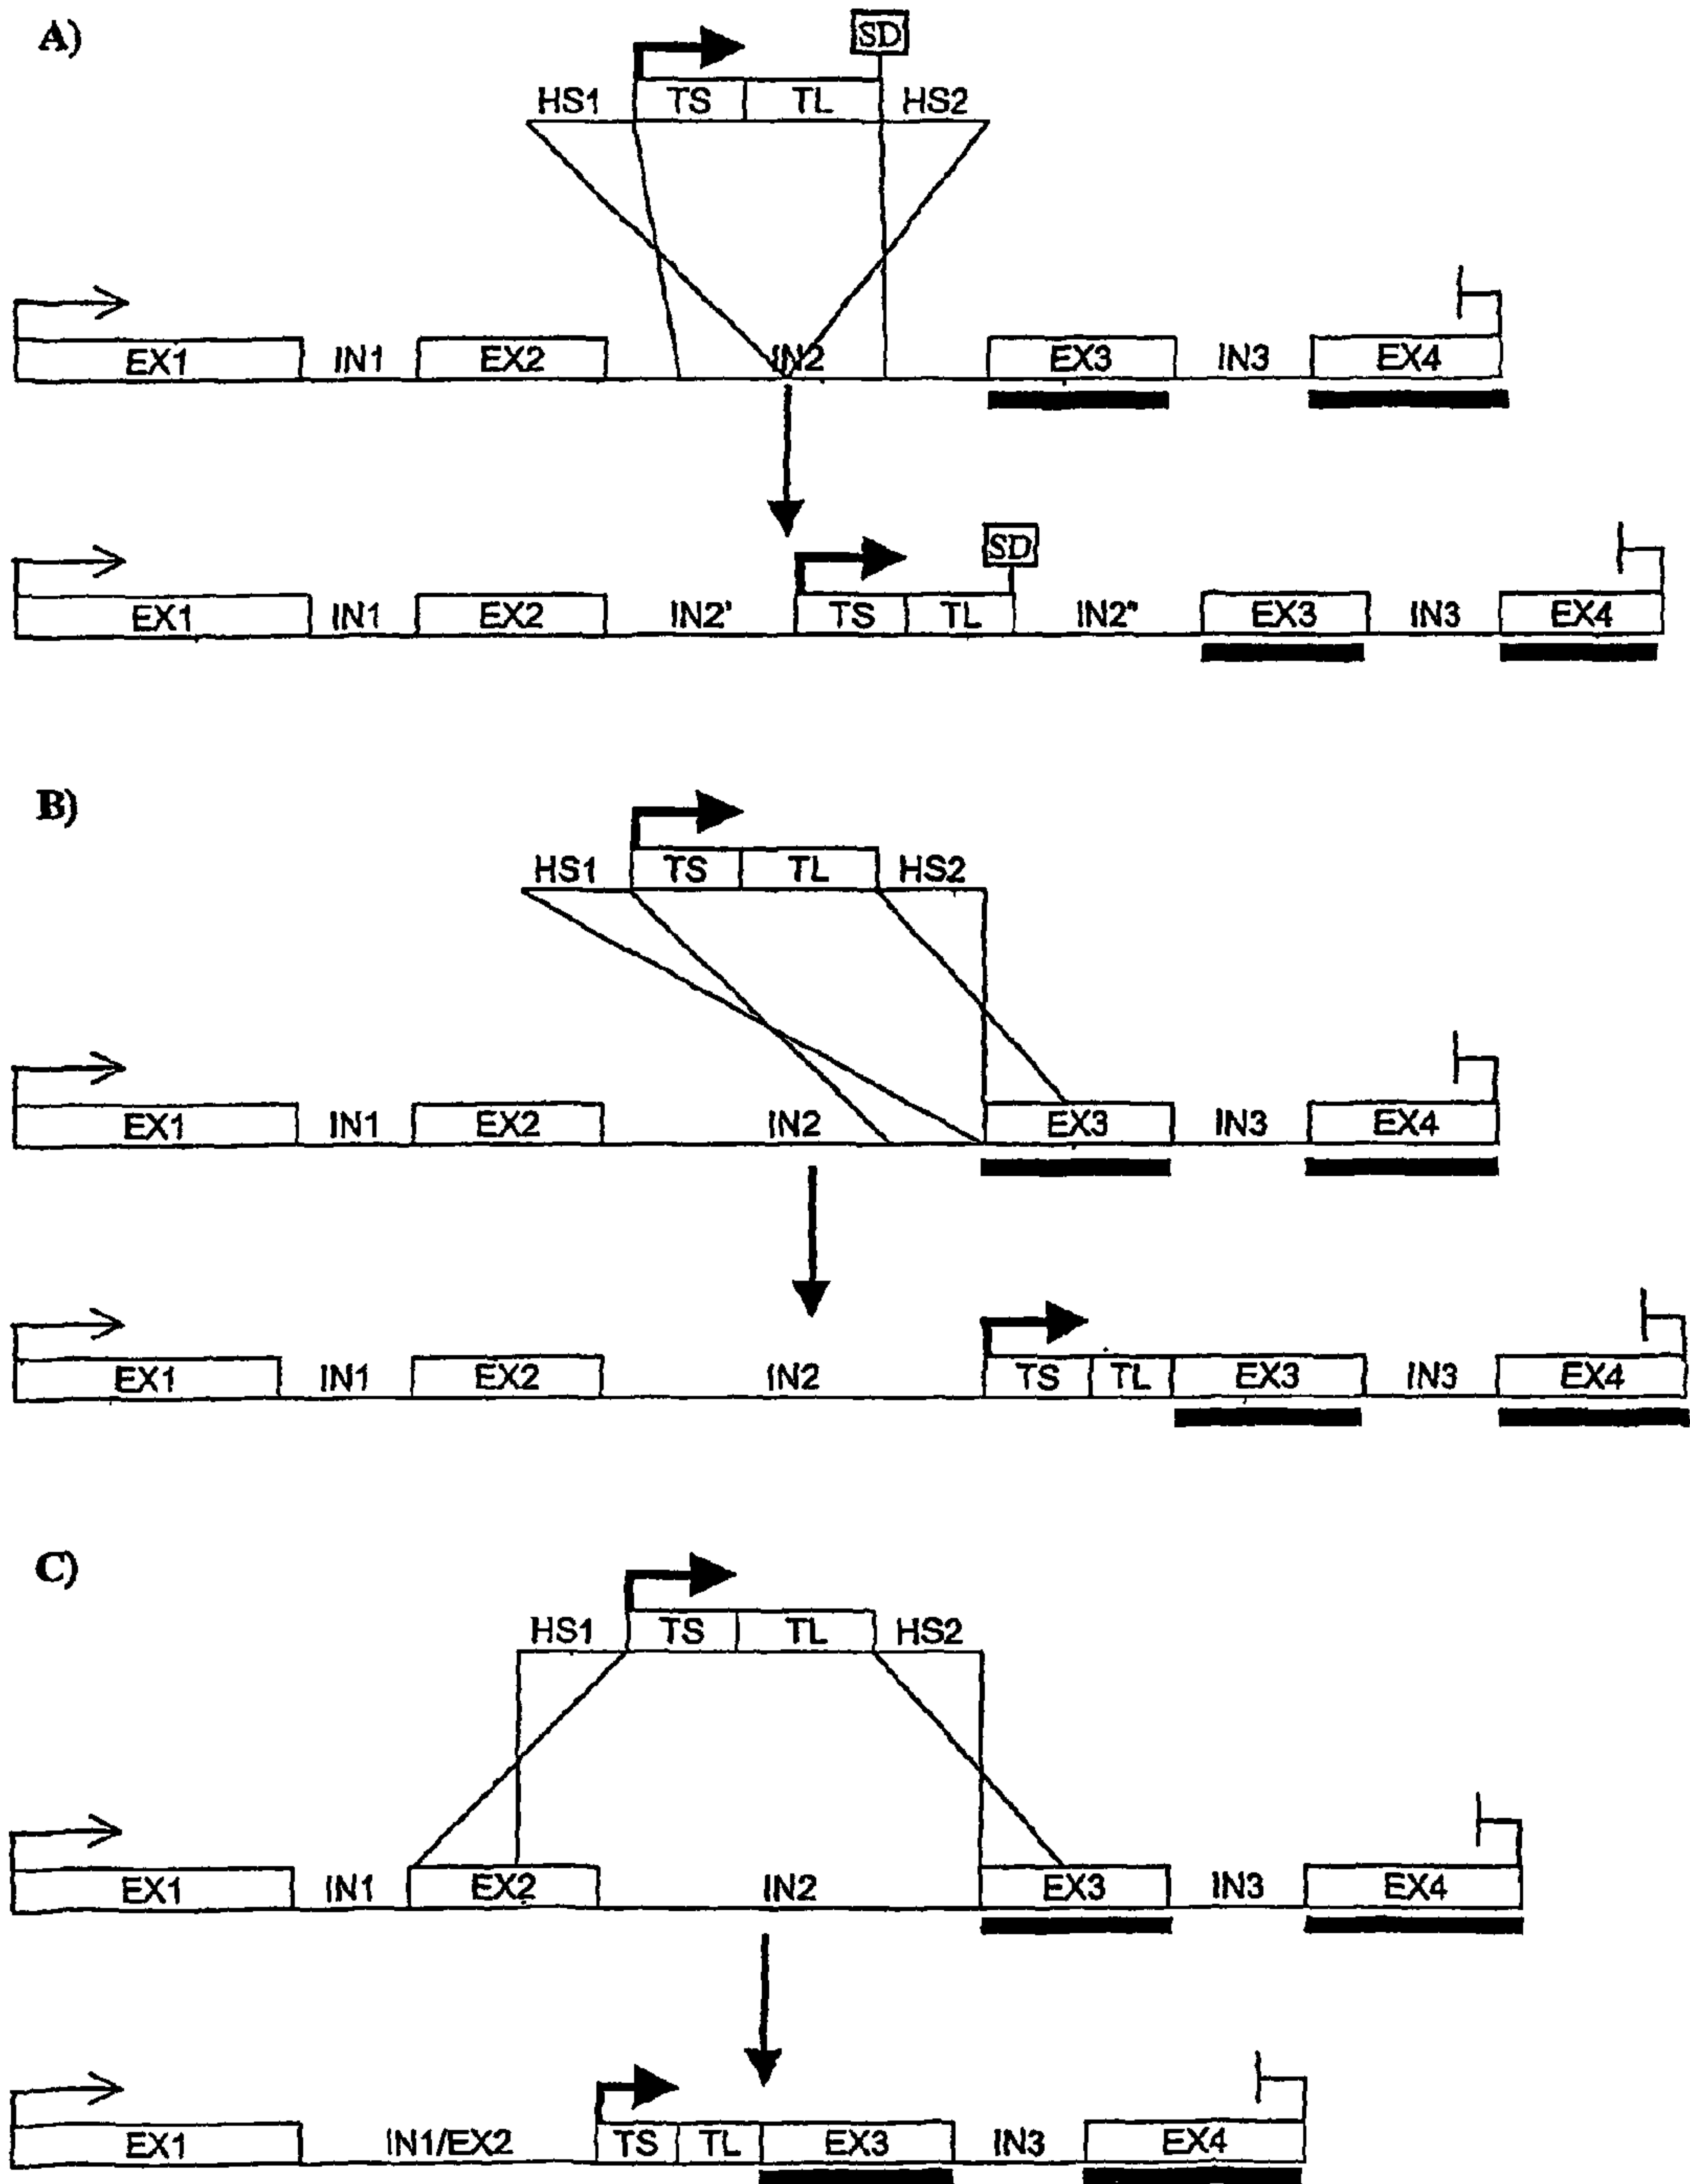 A)
SD
HS1 TS TL HS2
EX1 IN1 EX2 IN2 EX3 IN3 EX4
SD
EX1 IN1 EX2 IN2' TS TL IN2" EX3 IN3 EX4
B)
HS1 TS TL HS2
EX1 IN1 EX2 IN2 EX3 IN3 EX4
EX1 IN1 EX2 IN2 TS TL EX3 IN3 EX4
C)
HS1 TS TL HS2
EX1 IN1 EX2 IN2 EX3 IN3 EX4
EX1 IN1/EX2 TS TL EX3 IN3 EX4